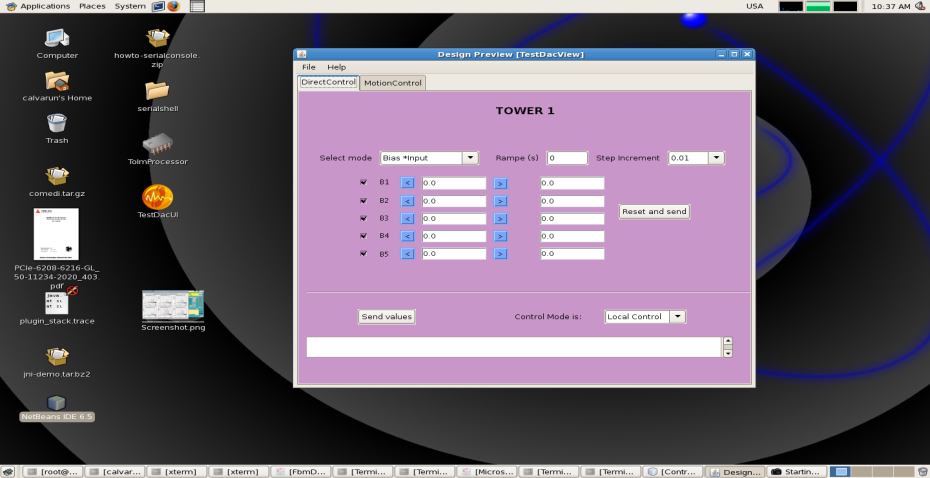 Applications Places System
USA
10:37 AM
Computer
howto-serialconsole.
zip
calvarun's Home
serialshell
Trash
TolmProcessor
comedi.tar.gz
TestDacUI
PCIe-6208-6216-GL_
50-11234-2020_403.
pdf
plugin_stack.trace
Screenshot.png
jni-demo.tar.bz2
NetBeans IDE 6.5
Design Preview [TestDacView]
File Help
DirectControl MotionControl
TOWER 1
Select mode Bias *Input Rampe (s) 0 Step Increment 0.01
B1 < 0.0 > 0.0
B2 < 0.0 > 0.0
Reset and send
B3 < 0.0 > 0.0
B4 < 0.0 > 0.0
B5 < 0.0 > 0.0
Send values Control Mode is: Local Control
[root@... [calvar... [xterm] [xterm] [FbmD... [Termi... [Termi... [Micros... [Termi... [Termi... [Contr... Design... Startin...